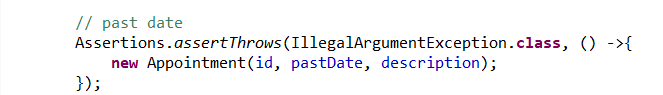 // past date
Assertions.assertThrows(IllegalArgumentException.class, () ->{
new Appointment(id, pastDate, description);
});